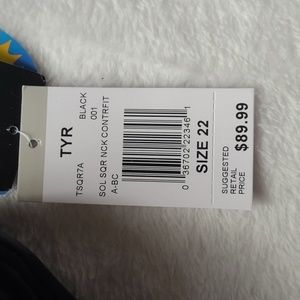 TYR
BLACK
001
TSQR7A
SOL SQR NCK CONTRFIT
A-BC
0 36702 22346 1
SIZE 22
SUGGESTED
RETAIL
PRICE
$89.99